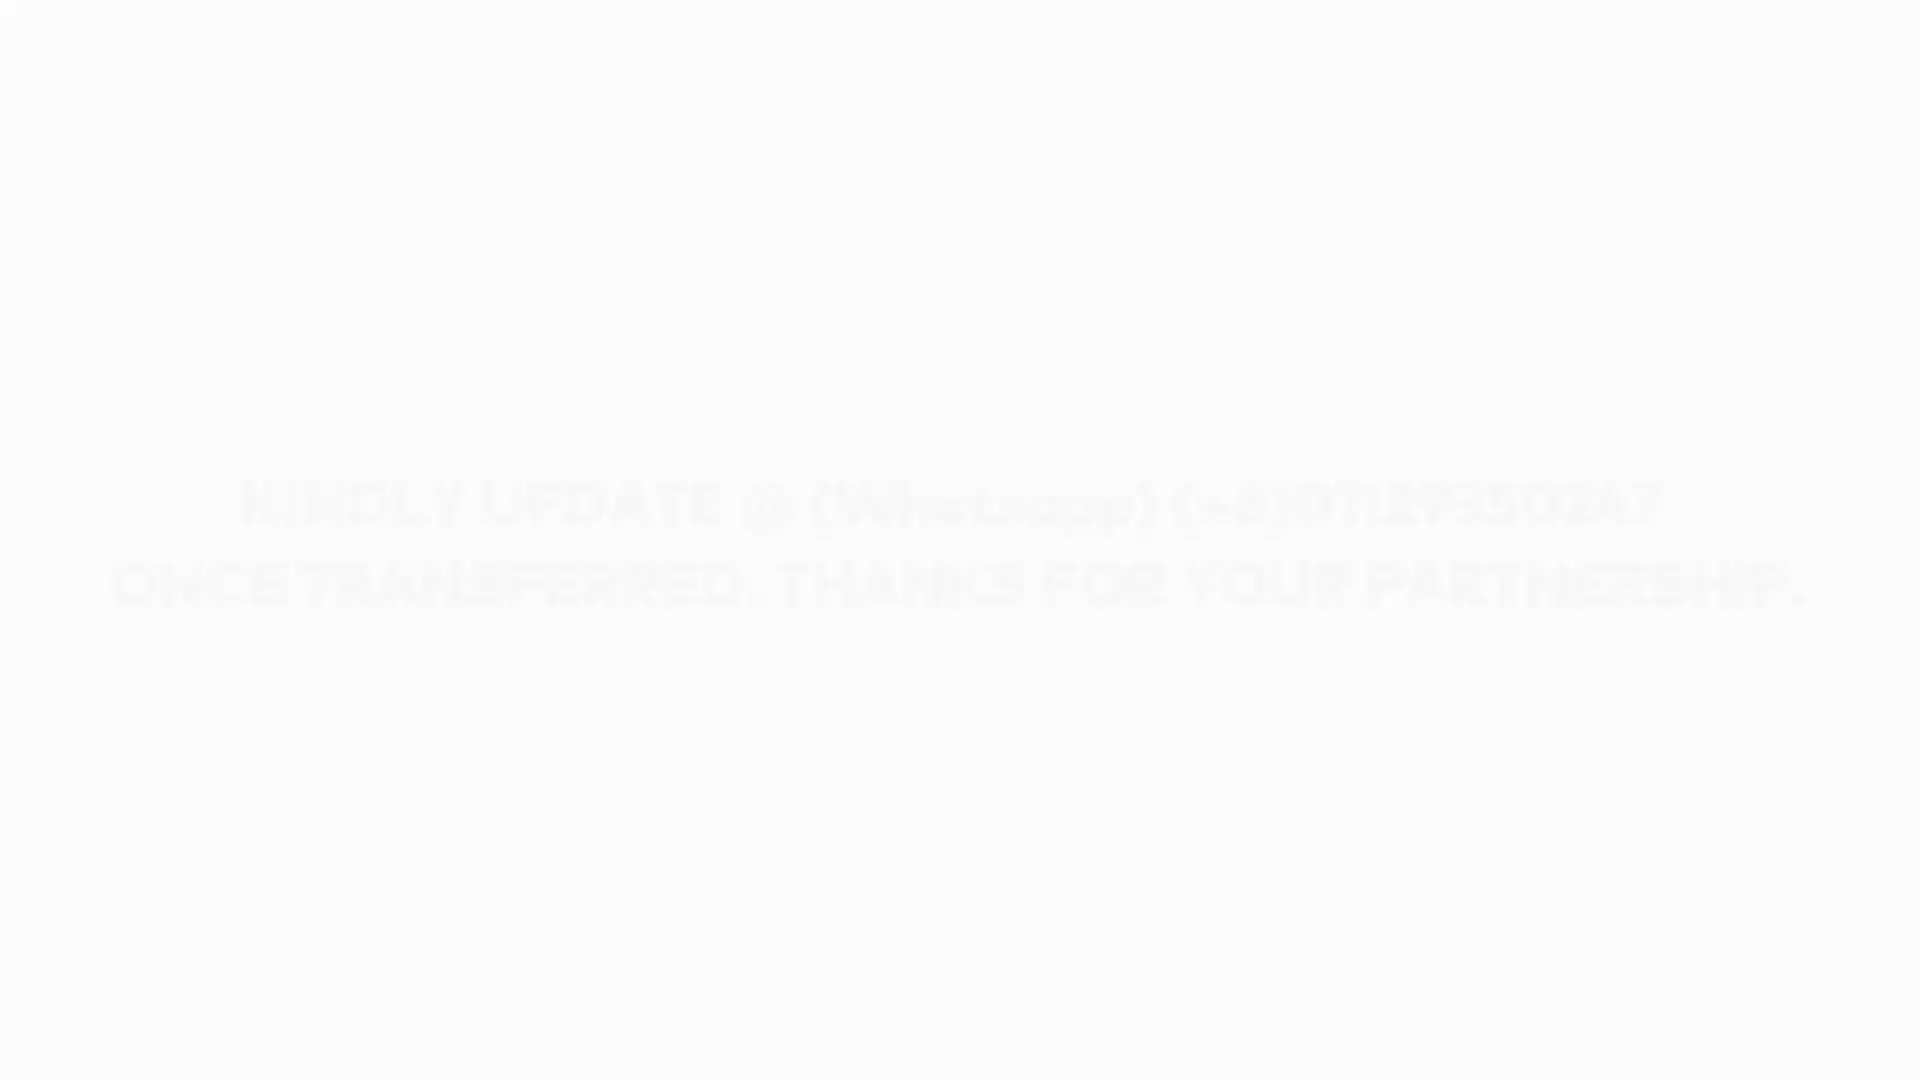 KINDLY UPDATE @ (Whatsapp)
ONCE TRANSFERRED. THANKS FOR YOUR PARTNERSHIP.